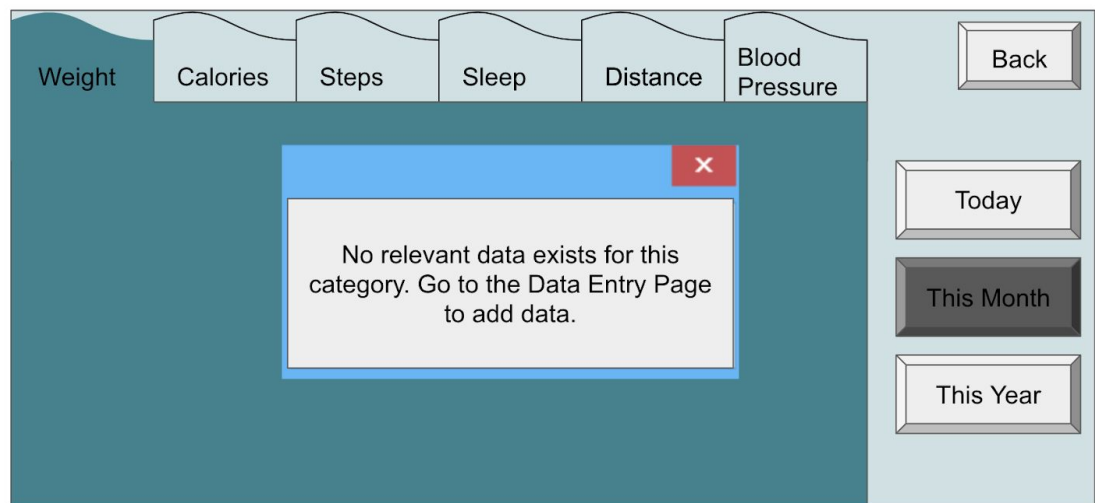 Weight
Calories
Steps
Sleep
Distance
Blood
Pressure
Back
×
No relevant data exists for this
category. Go to the Data Entry Page
to add data.
Today
This Month
This Year